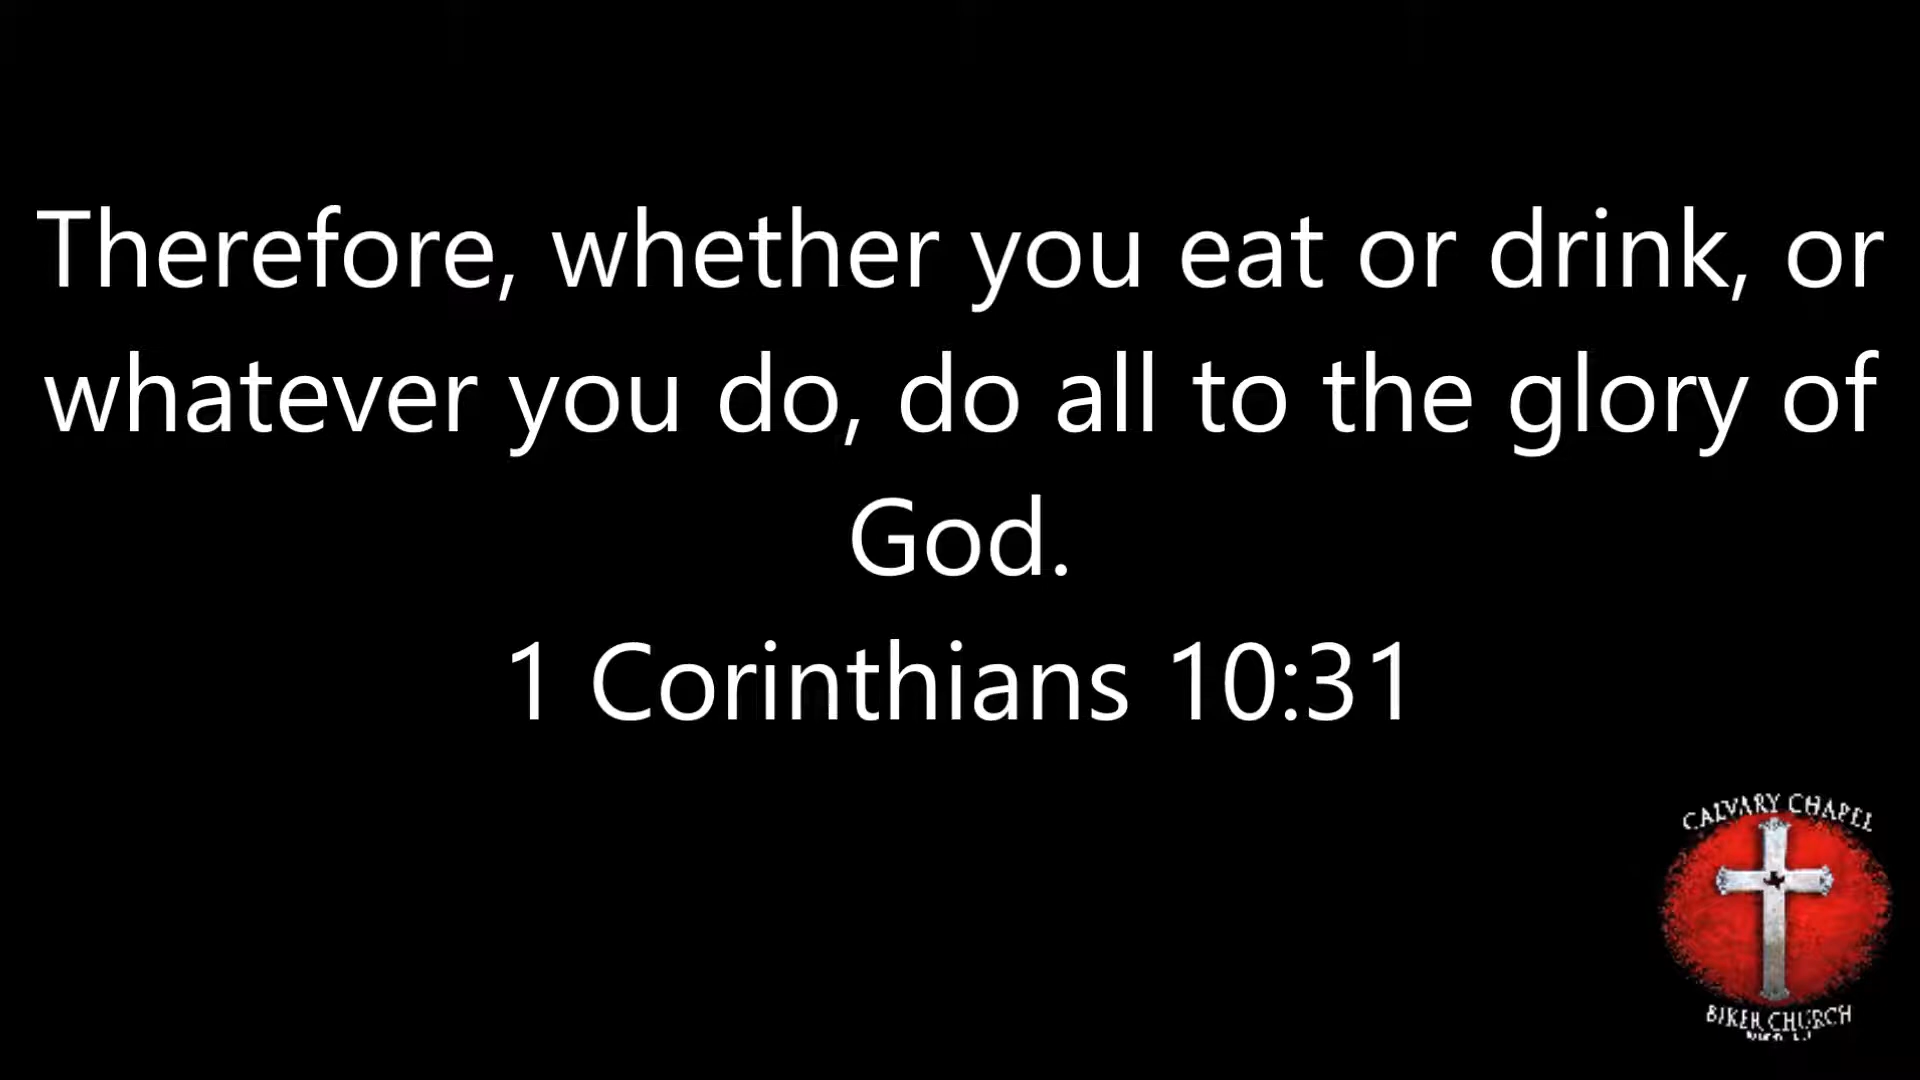 Therefore, whether you eat or drink, or
whatever you do, do all to the glory of
God.
1 Corinthians 10:31
CALVARY CHAPEL
BIKER CHURCH